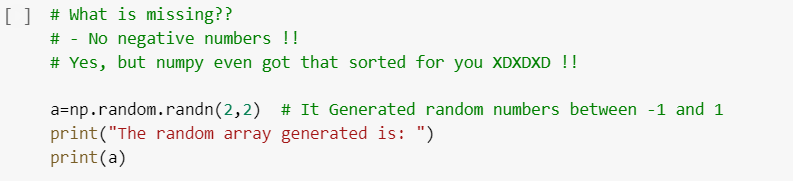 [ ] # What is missing??
# - No negative numbers !!
# Yes, but numpy even got that sorted for you XDXDXD !!
a=np.random.randn(2,2)  # It Generated random numbers between -1 and 1
print("The random array generated is: ")
print(a)